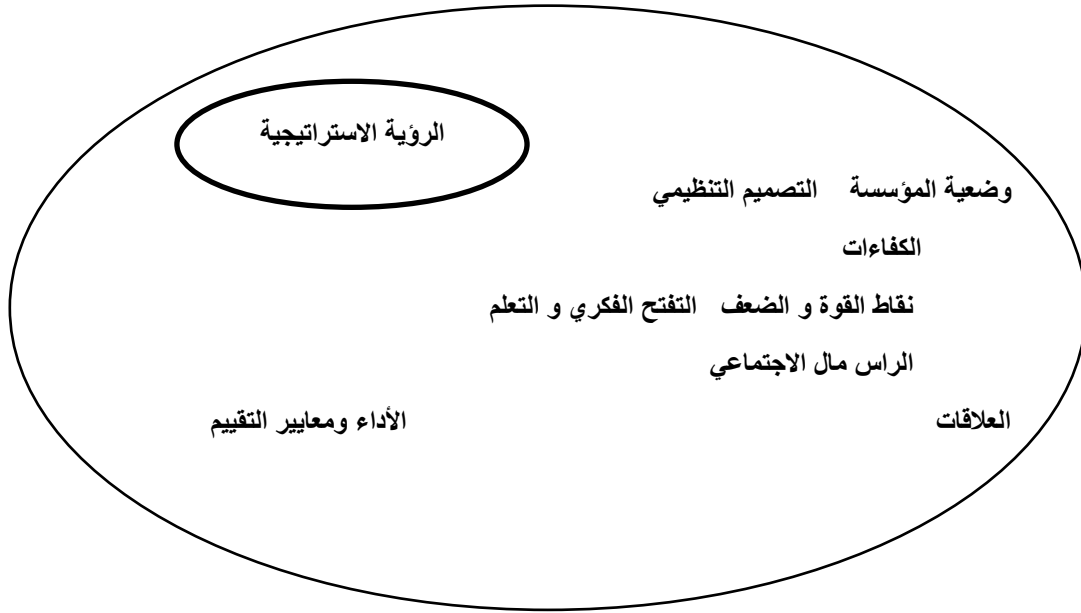 الرؤية الاستراتيجية
وضعية المؤسسة التصميم التنظيمي
الكفاءات
نقاط القوة و الضعف التفتح الفكري و التعلم
الراس مال الاجتماعي
العلاقات الأداء ومعايير التقييم